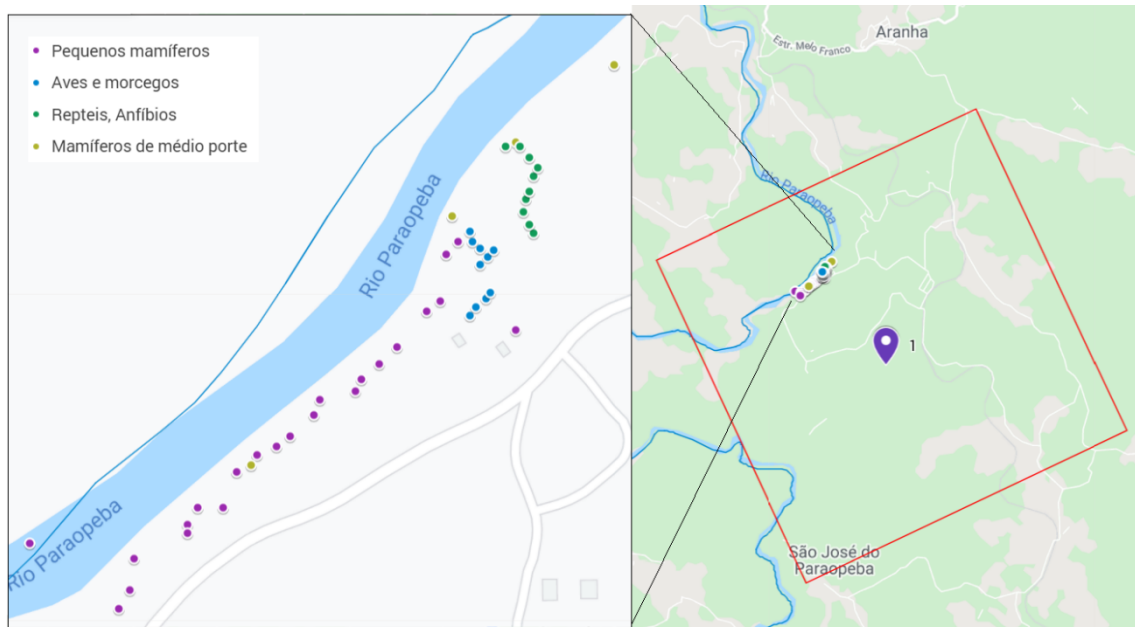 Pequenos mamíferos
Aves e morcegos
Repteis, Anfíbios
Mamíferos de médio porte
Rio Paraopeba
Rio Paraopeba
Estr. Melo Franco
Aranha
Rio Paraopeba
1
São José do
Paraopeba